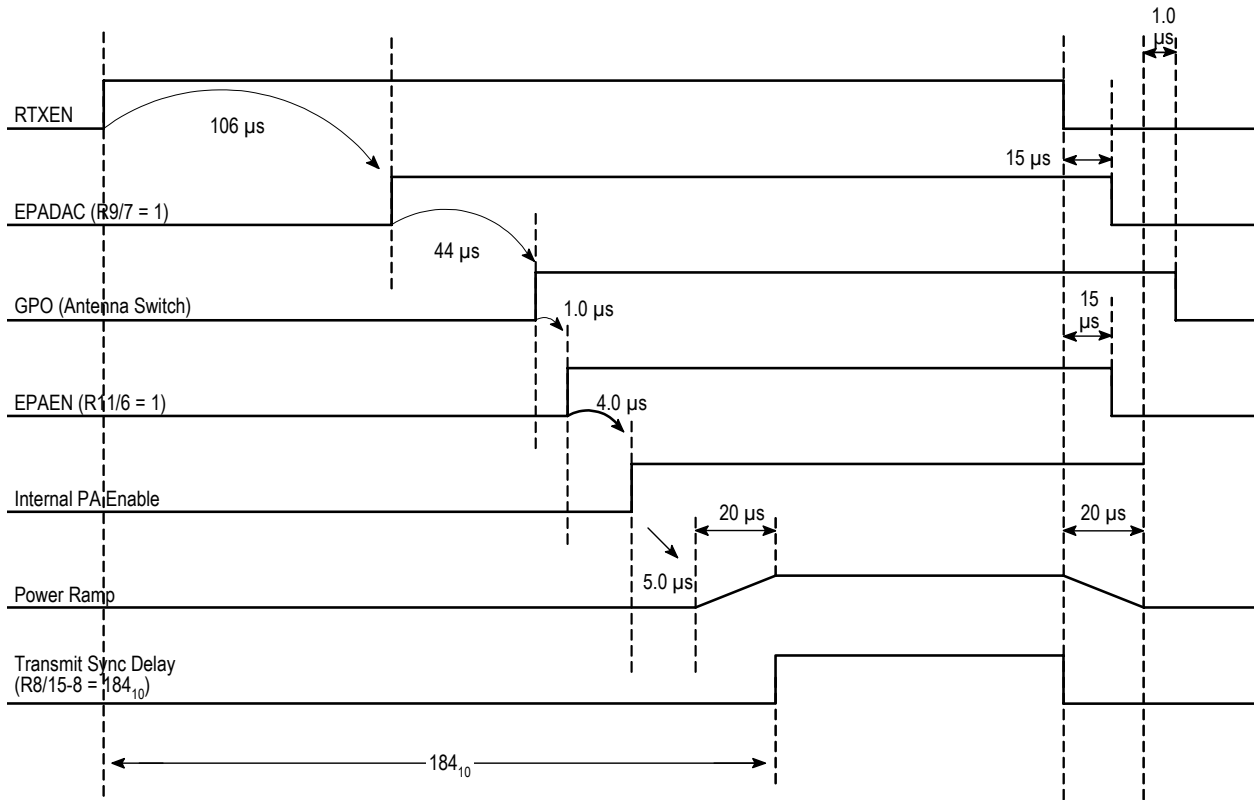 1.0
µs
RTXEN
106 µs
15 µs
EPADAC (R9/7 = 1)
44 µs
GPO (Antenna Switch)
1.0 µs
15
µs
EPAEN (R11/6 = 1)
4.0 µs
Internal PA Enable
20 µs
20 µs
5.0 µs
Power Ramp
Transmit Sync Delay
(R8/15-8 = 184₁₀)
184₁₀